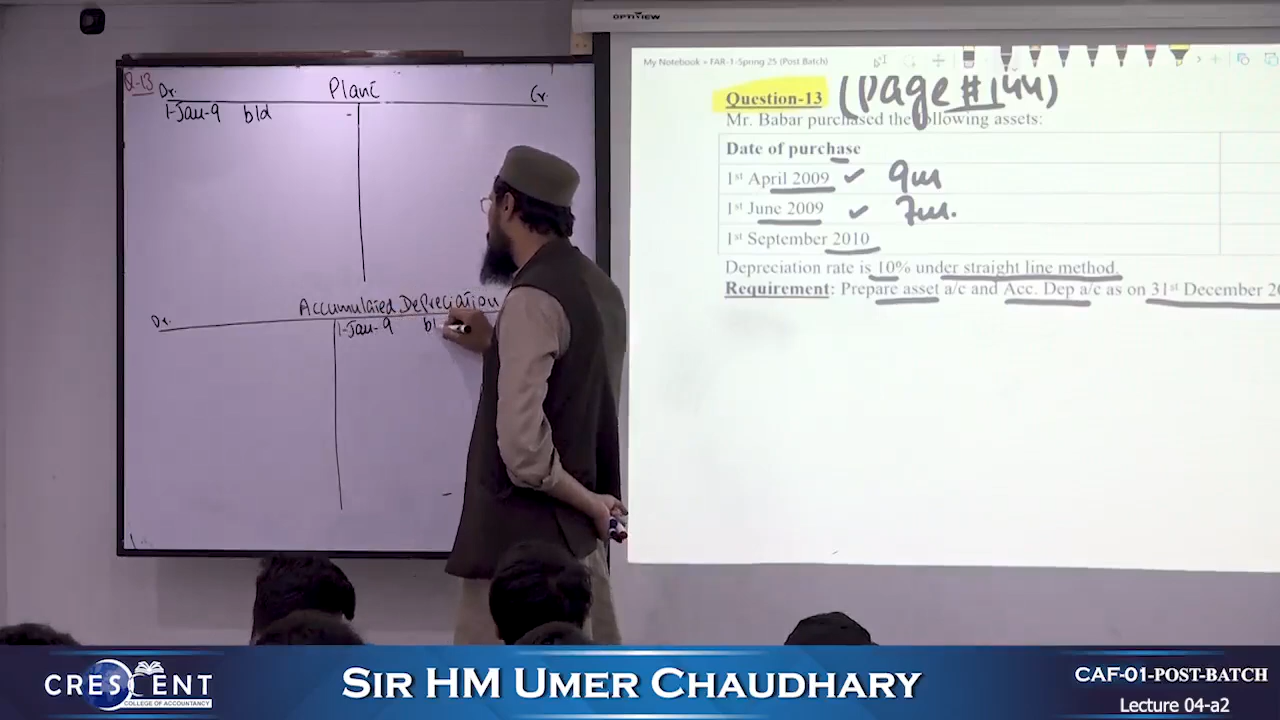 OPTIVIEW
Q-13
Dr. Plant Cr.
1-Jan-9 b/d -
Accumulated Depreciation
Dr.
1-Jan-9 b/
My Notebook » FAR-1-Spring 25 (Post Batch)
Question-13 (Page # 144)
Mr. Babar purchased the following assets:
Date of purchase
1st April 2009 ✓ 9m
1st June 2009 ✓ 7m.
1st September 2010
Depreciation rate is 10% under straight line method.
Requirement: Prepare asset a/c and Acc. Dep a/c as on 31st December 20
CRESCENT
COLLEGE OF ACCOUNTANCY
SIR HM UMER CHAUDHARY
CAF-01-POST-BATCH
Lecture 04-a2